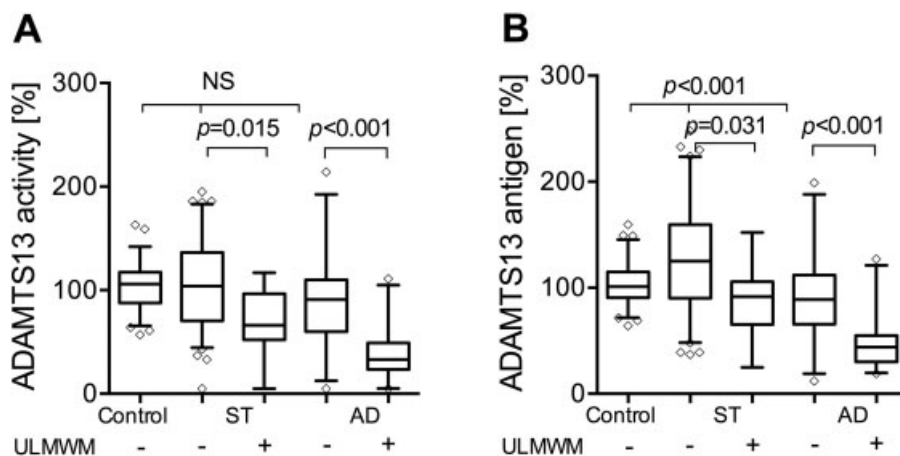 A
ADAMTS13 activity [%]
300
200
100
0
NS
p=0.015
p<0.001
Control
ST
AD
ULMWM - - + - +
B
ADAMTS13 antigen [%]
300
200
100
0
p<0.001
p=0.031
p<0.001
Control
ST
AD
ULMWM - - + - +